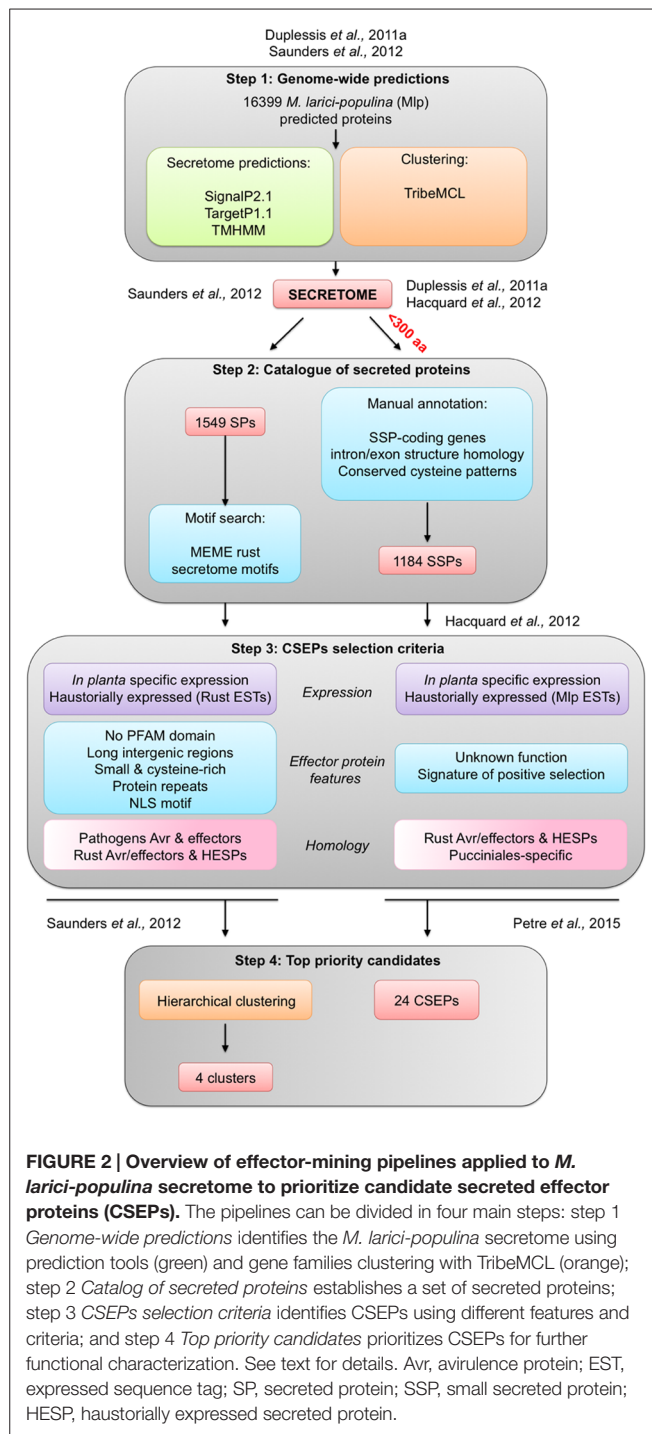 Duplessis et al., 2011a
Saunders et al., 2012
Step 1: Genome-wide predictions
16399 M. larici-populina (Mlp)
predicted proteins
Secretome predictions:
SignalP2.1
TargetP1.1
TMHMM
Clustering:
TribeMCL
Saunders et al., 2012
SECRETOME
Duplessis et al., 2011a
Hacquard et al., 2012
<300 aa
Step 2: Catalogue of secreted proteins
1549 SPs
Motif search:
MEME rust
secretome motifs
Manual annotation:
SSP-coding genes
intron/exon structure homology
Conserved cysteine patterns
1184 SSPs
Hacquard et al., 2012
Step 3: CSEPs selection criteria
In planta specific expression
Haustorially expressed (Rust ESTs)
Expression
In planta specific expression
Haustorially expressed (Mlp ESTs)
No PFAM domain
Long intergenic regions
Small & cysteine-rich
Protein repeats
NLS motif
Effector protein
features
Unknown function
Signature of positive selection
Pathogens Avr & effectors
Rust Avr/effectors & HESPs
Homology
Rust Avr/effectors & HESPs
Pucciniales-specific
Saunders et al., 2012
Petre et al., 2015
Step 4: Top priority candidates
Hierarchical clustering
24 CSEPs
4 clusters
FIGURE 2 | Overview of effector-mining pipelines applied to M.
larici-populina secretome to prioritize candidate secreted effector
proteins (CSEPs). The pipelines can be divided in four main steps: step 1
Genome-wide predictions identifies the M. larici-populina secretome using
prediction tools (green) and gene families clustering with TribeMCL (orange);
step 2 Catalog of secreted proteins establishes a set of secreted proteins;
step 3 CSEPs selection criteria identifies CSEPs using different features and
criteria; and step 4 Top priority candidates prioritizes CSEPs for further
functional characterization. See text for details. Avr, avirulence protein; EST,
expressed sequence tag; SP, secreted protein; SSP, small secreted protein;
HESP, haustorially expressed secreted protein.